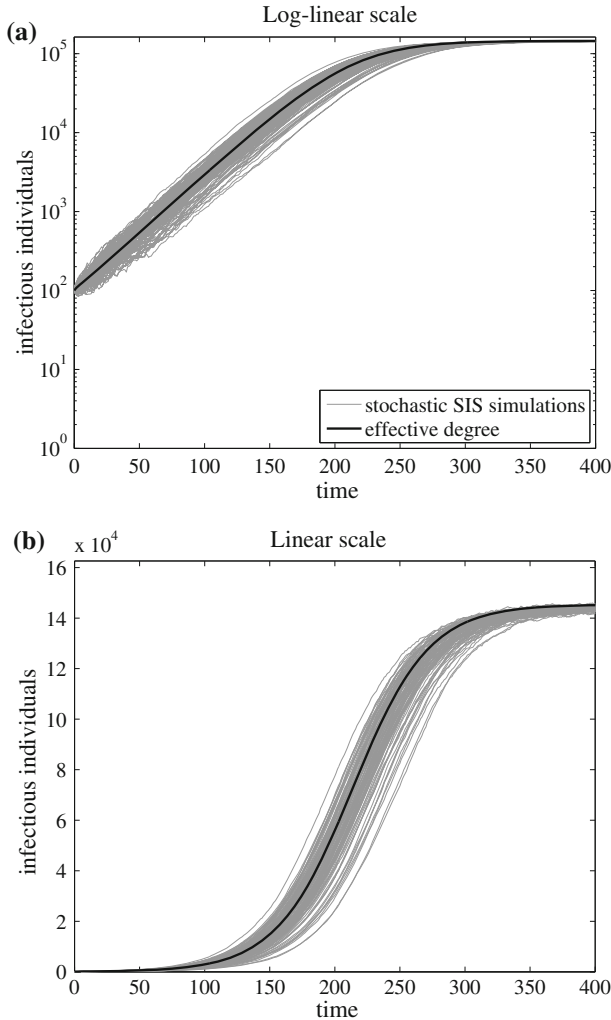 (a)
Log-linear scale
infectious individuals
10^5
10^4
10^3
10^2
10^1
10^0
stochastic SIS simulations
effective degree
0 50 100 150 200 250 300 350 400
time
(b)
x 10^4
Linear scale
infectious individuals
16
14
12
10
8
6
4
2
0
0 50 100 150 200 250 300 350 400
time